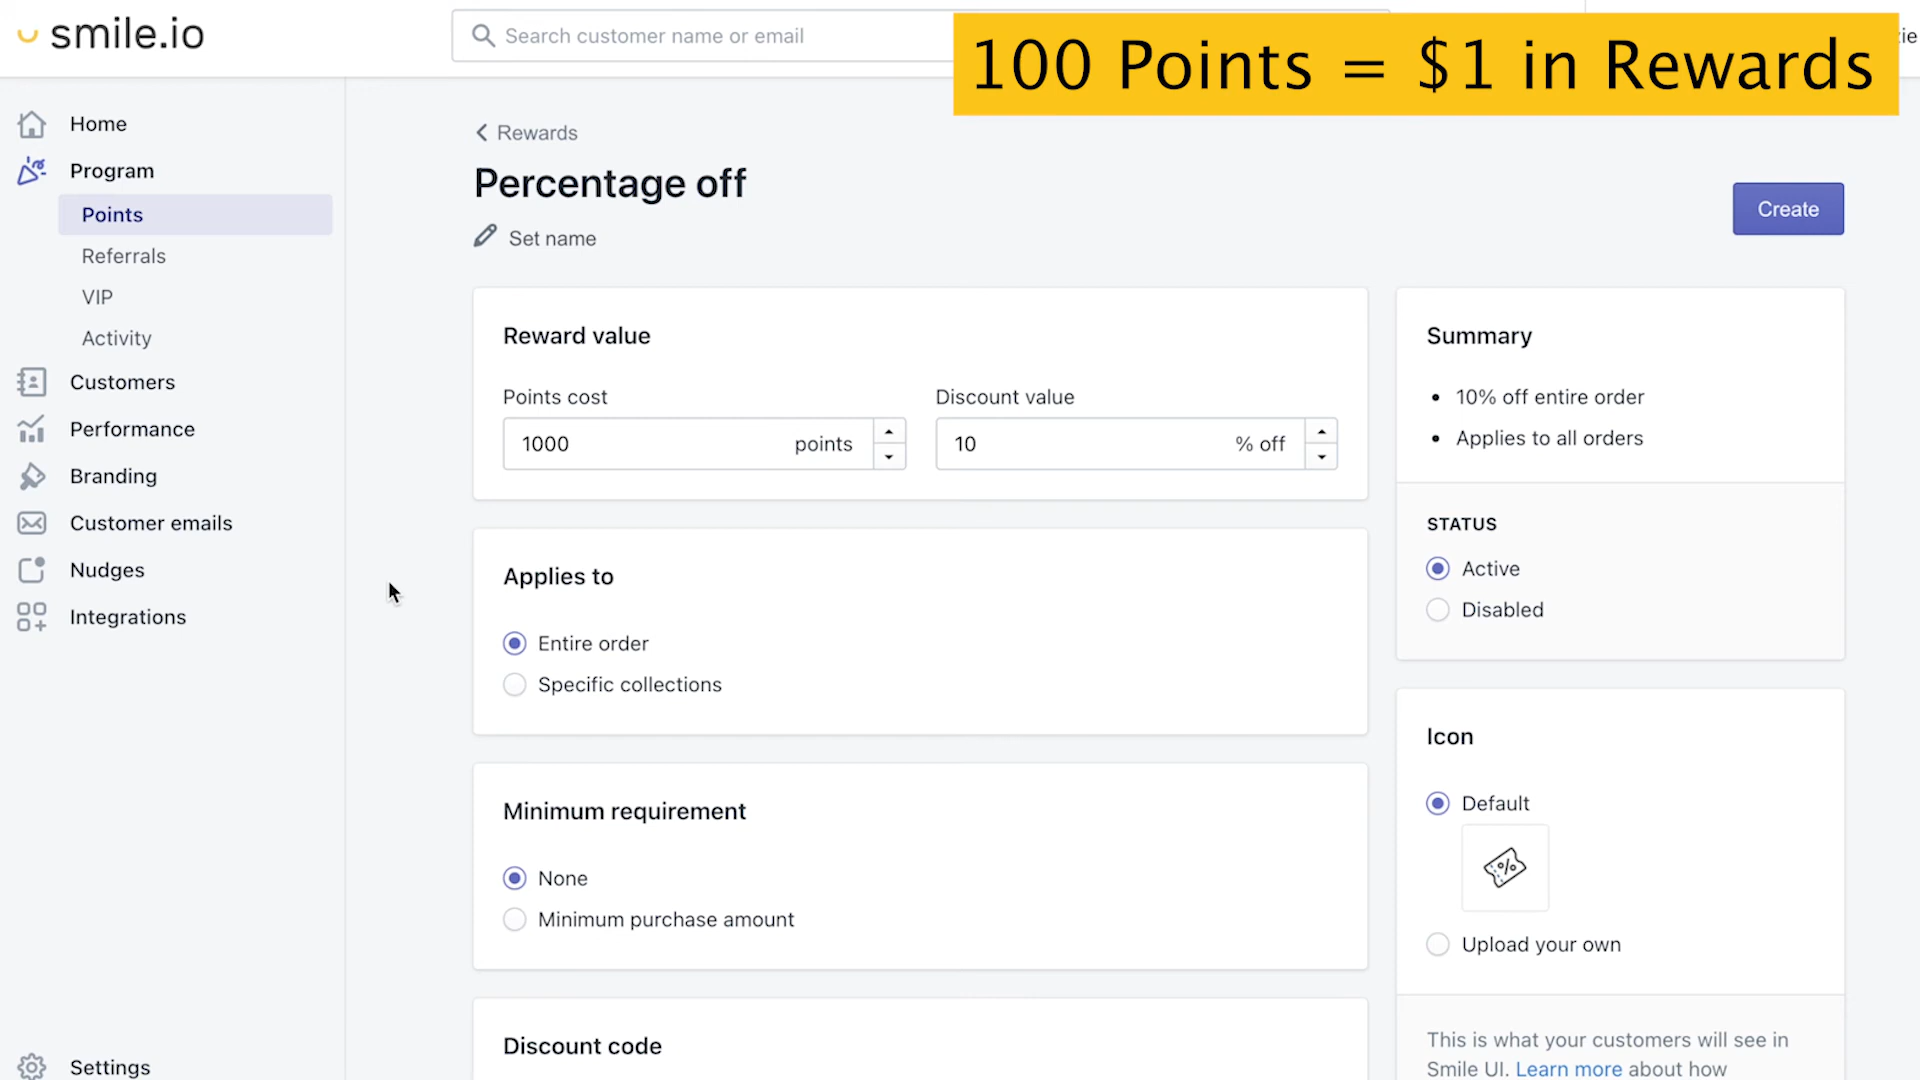 smile.io
Search customer name or email
100 Points = $1 in Rewards
ie
Home
Program
Points
Referrals
VIP
Activity
Customers
Performance
Branding
Customer emails
Nudges
Integrations
Settings
Rewards
Percentage off
Set name
Create
Reward value
Points cost
Discount value
1000 points
10 % off
Applies to
Entire order
Specific collections
Minimum requirement
None
Minimum purchase amount
Discount code
Summary
• 10% off entire order
• Applies to all orders
STATUS
Active
Disabled
Icon
Default
%
Upload your own
This is what your customers will see in
Smile UI. Learn more about how